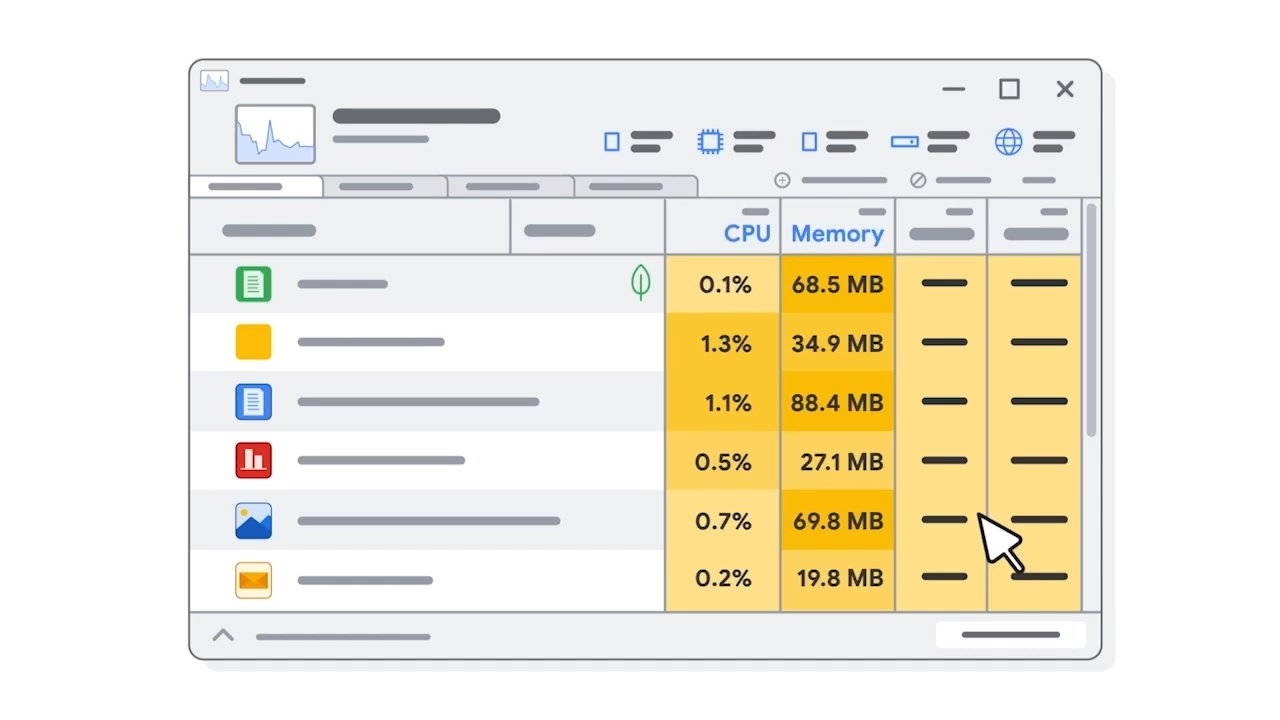 CPU Memory
0.1% 68.5 MB
1.3% 34.9 MB
1.1% 88.4 MB
0.5% 27.1 MB
0.7% 69.8 MB
0.2% 19.8 MB